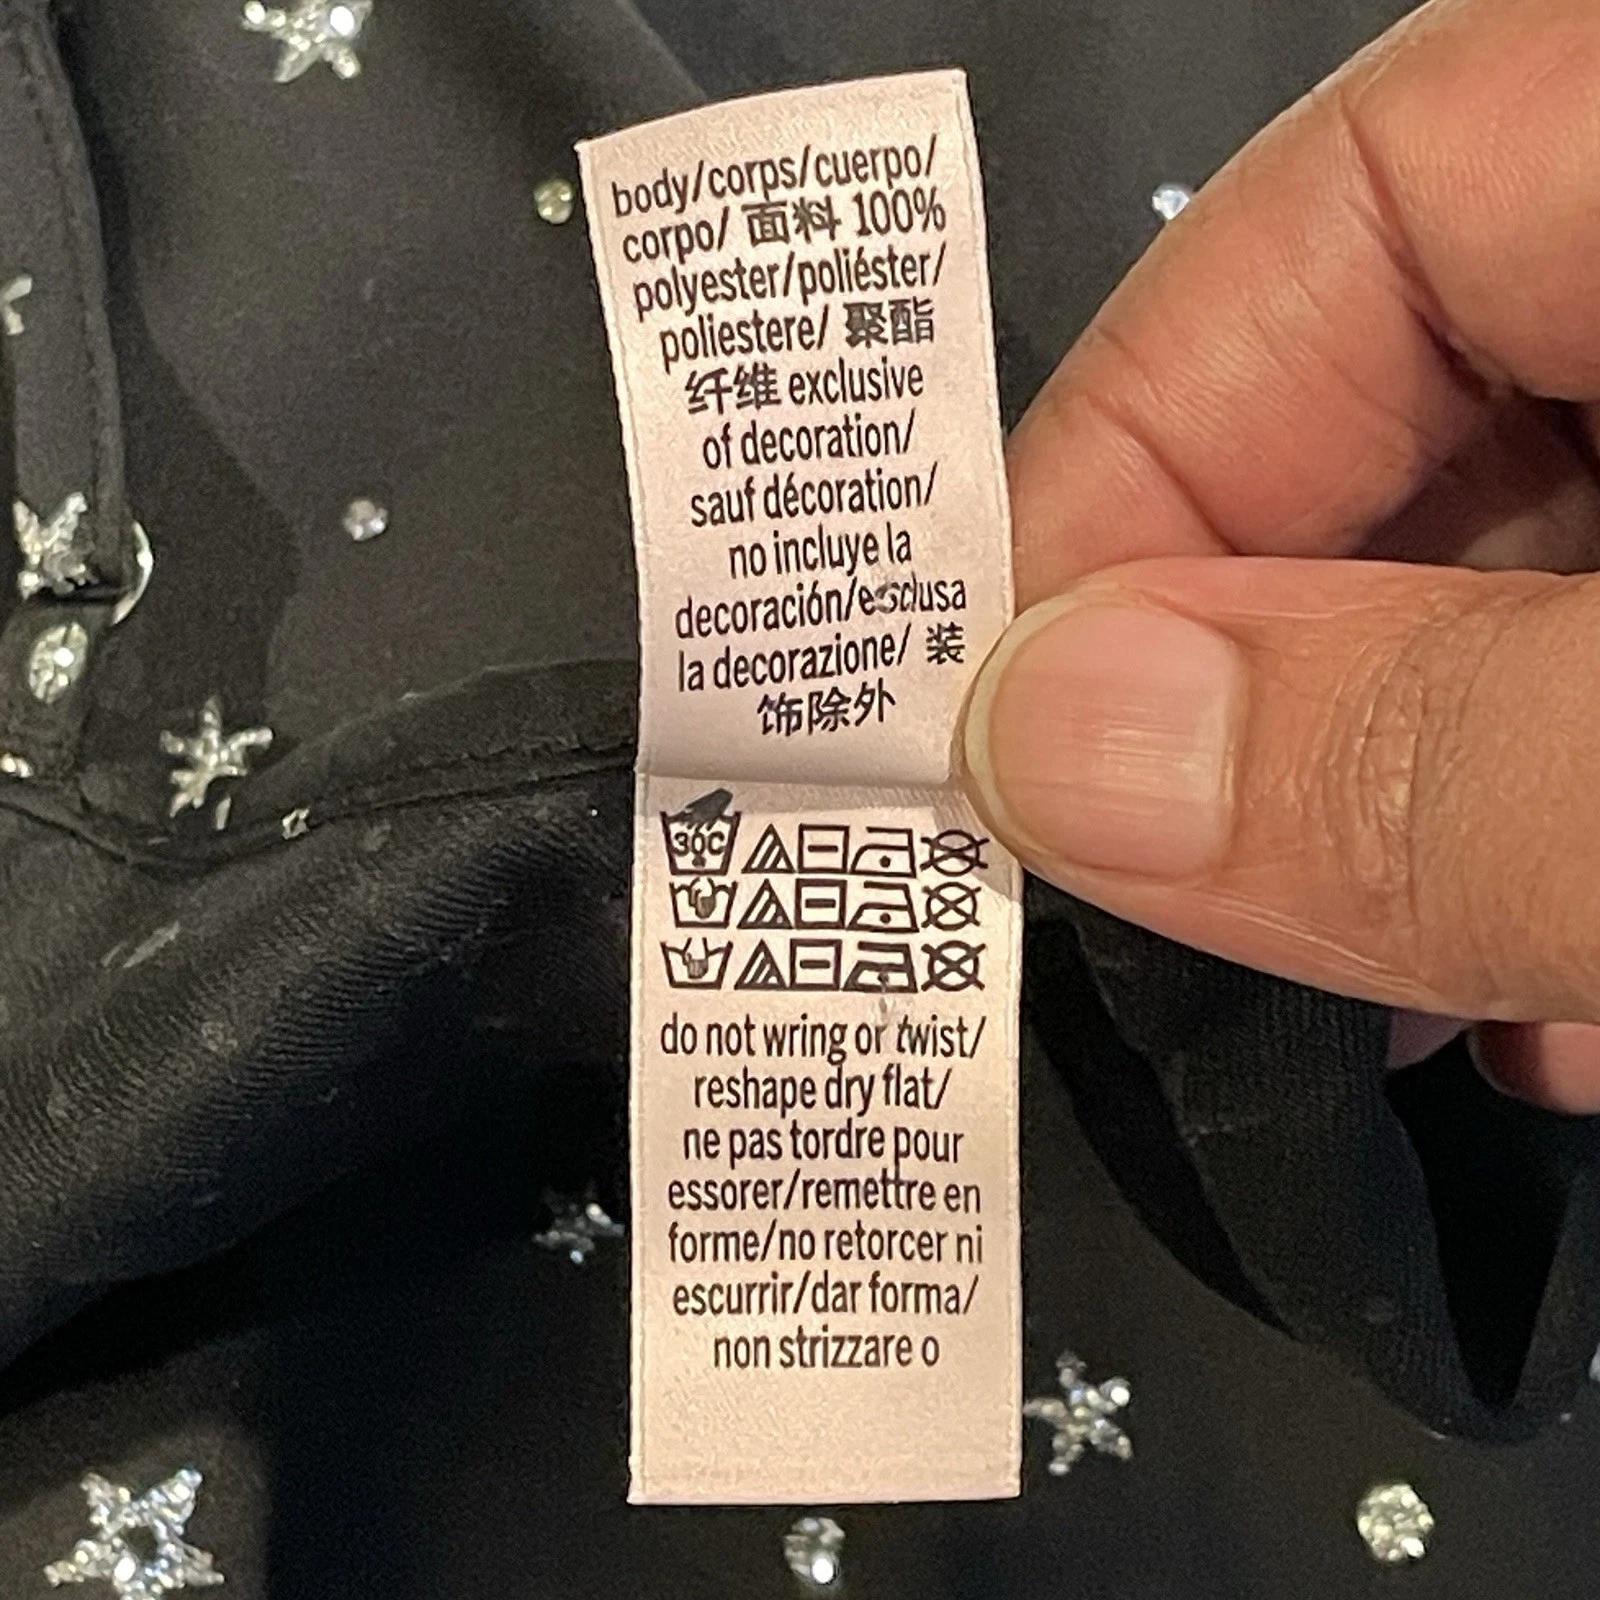 body/corps/cuerpo/
corpo/ 面料 100%
polyester/poliéster/
poliestere/ 聚酯
纤维 exclusive
of decoration/
sauf décoration/
no incluye la
decoración/esclusa
la decorazione/ 装
饰除外
30C
do not wring or twist/
reshape dry flat/
ne pas tordre pour
essorer/remettre en
forme/no retorcer ni
escurrir/dar forma/
non strizzare o